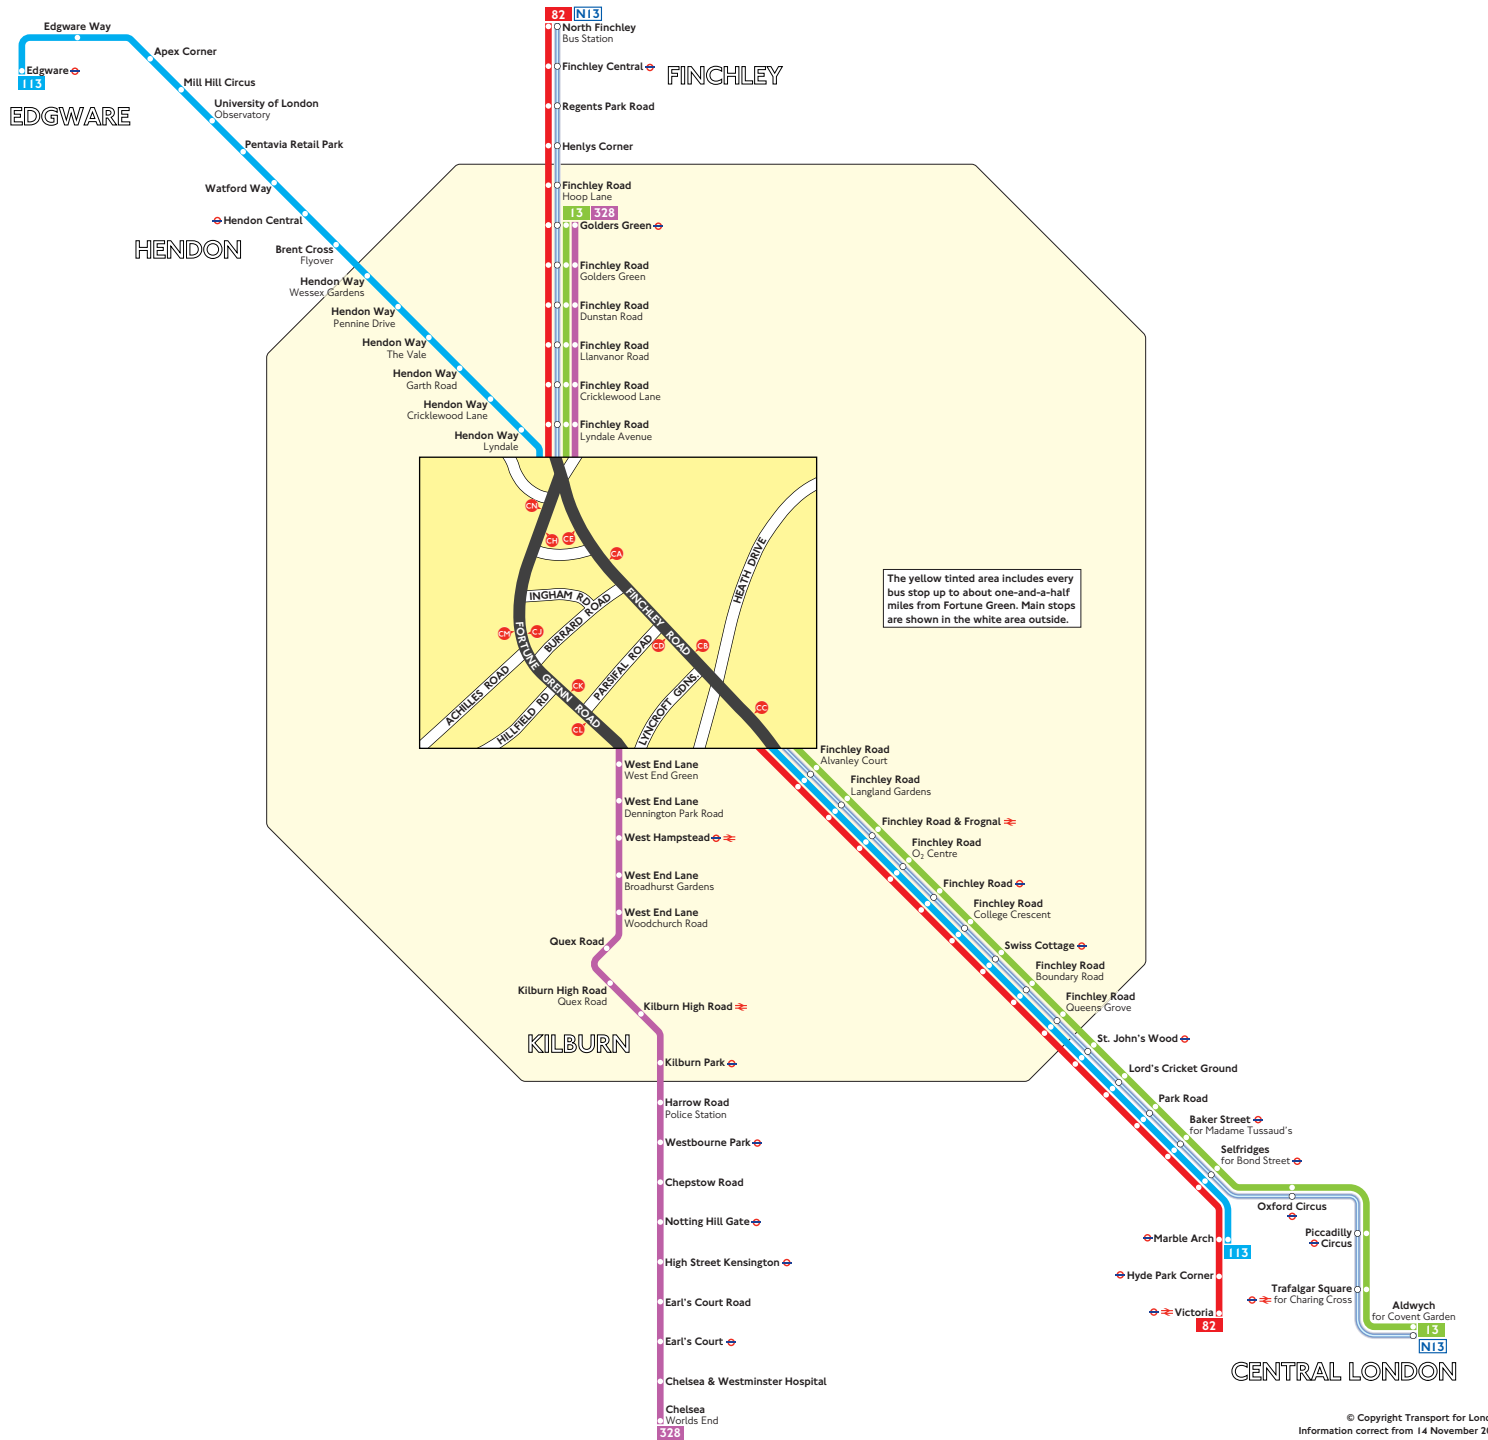 82 N13
North Finchley
Bus Station
Finchley Central
FINCHLEY
Regents Park Road
Henlys Corner
Finchley Road
Hoop Lane
13 328
Golders Green
Finchley Road
Golders Green
Finchley Road
Dunstan Road
Finchley Road
Llanvanor Road
Finchley Road
Cricklewood Lane
Finchley Road
Lyndale Avenue
Edgware Way
Edgware
113
EDGWARE
Apex Corner
Mill Hill Circus
University of London
Observatory
Pentavia Retail Park
Watford Way
Hendon Central
HENDON
Brent Cross
Flyover
Hendon Way
Wessex Gardens
Hendon Way
Pennine Drive
Hendon Way
The Vale
Hendon Way
Garth Road
Hendon Way
Cricklewood Lane
Hendon Way
Lyndale
CN
CH
CE
CA
CM
CJ
CD
CB
CK
CL
CC
INGHAM RD
BURRARD ROAD
FINCHLEY ROAD
HEATH DRIVE
FORTUNE GRENN ROAD
PARSIFAL ROAD
ACHILLES ROAD
HILLFIELD RD
LYNCROFT GDNS.
The yellow tinted area includes every
bus stop up to about one-and-a-half
miles from Fortune Green. Main stops
are shown in the white area outside.
West End Lane
West End Green
West End Lane
Dennington Park Road
West Hampstead
West End Lane
Broadhurst Gardens
West End Lane
Woodchurch Road
Quex Road
Kilburn High Road
Quex Road
Kilburn High Road
KILBURN
Kilburn Park
Harrow Road
Police Station
Westbourne Park
Chepstow Road
Notting Hill Gate
High Street Kensington
Earl's Court Road
Earl's Court
Chelsea & Westminster Hospital
Chelsea
Worlds End
328
Finchley Road
Alvanley Court
Finchley Road
Langland Gardens
Finchley Road & Frognal
Finchley Road
O2 Centre
Finchley Road
Finchley Road
College Crescent
Swiss Cottage
Finchley Road
Boundary Road
Finchley Road
Queens Grove
St. John's Wood
Lord's Cricket Ground
Park Road
Baker Street
for Madame Tussaud's
Selfridges
for Bond Street
Oxford Circus
Marble Arch
113
Hyde Park Corner
Victoria
82
Piccadilly
Circus
Trafalgar Square
for Charing Cross
Aldwych
for Covent Garden
13
N13
CENTRAL LONDON
© Copyright Transport for
Information correct from 14 November